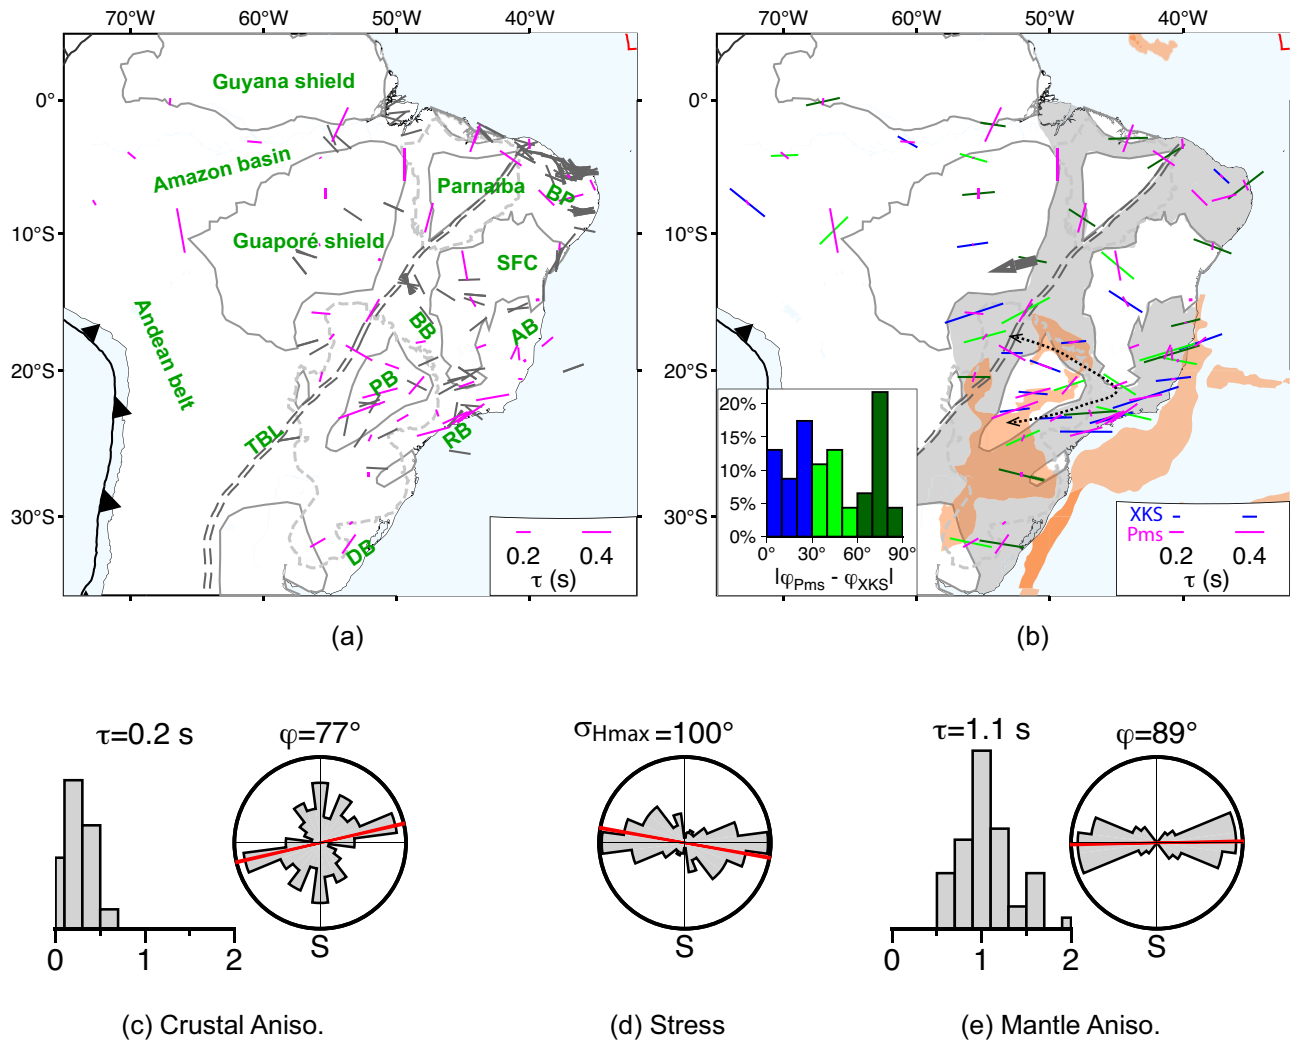 70°W 60°W 50°W 40°W
70°W 60°W 50°W 40°W
0°
10°S
20°S
30°S
Guyana shield
Amazon basin
Parnaíba
BP
Guaporé shield
SFC
Andean belt
BB
AB
PB
TBL
RB
DB
0.2 0.4
τ (s)
0°
10°S
20°S
30°S
20%
15%
10%
5%
0%
0° 30° 60° 90°
|φPms - φXKS|
XKS
Pms
0.2 0.4
τ (s)
(a)
(b)
τ=0.2 s
φ=77°
σHmax =100°
τ=1.1 s
φ=89°
S
S
S
0 1 2
0 1 2
(c) Crustal Aniso.
(d) Stress
(e) Mantle Aniso.